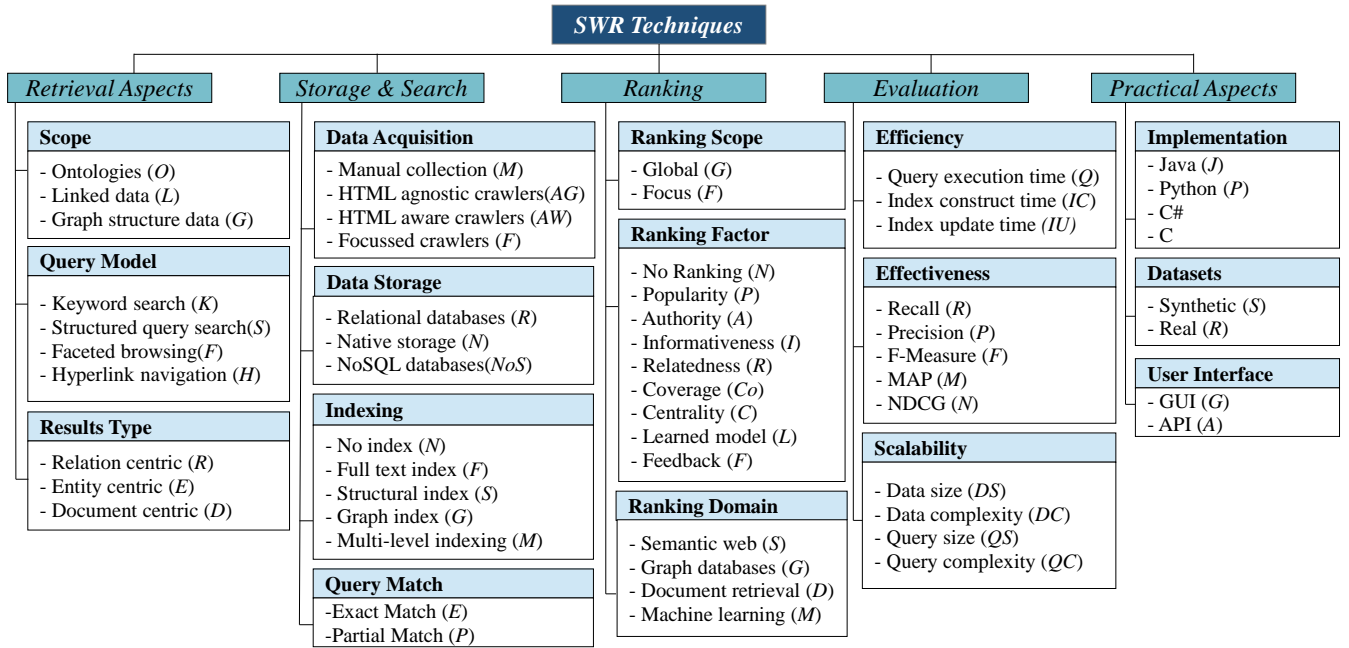 SWR Techniques
Retrieval Aspects
Scope
- Ontologies (O)
- Linked data (L)
- Graph structure data (G)
Query Model
- Keyword search (K)
- Structured query search(S)
- Faceted browsing(F)
- Hyperlink navigation (H)
Results Type
- Relation centric (R)
- Entity centric (E)
- Document centric (D)
Storage & Search
Data Acquisition
- Manual collection (M)
- HTML agnostic crawlers(AG)
- HTML aware crawlers (AW)
- Focussed crawlers (F)
Data Storage
- Relational databases (R)
- Native storage (N)
- NoSQL databases(NoS)
Indexing
- No index (N)
- Full text index (F)
- Structural index (S)
- Graph index (G)
- Multi-level indexing (M)
Query Match
-Exact Match (E)
-Partial Match (P)
Ranking
Ranking Scope
- Global (G)
- Focus (F)
Ranking Factor
- No Ranking (N)
- Popularity (P)
- Authority (A)
- Informativeness (I)
- Relatedness (R)
- Coverage (Co)
- Centrality (C)
- Learned model (L)
- Feedback (F)
Ranking Domain
- Semantic web (S)
- Graph databases (G)
- Document retrieval (D)
- Machine learning (M)
Evaluation
Efficiency
- Query execution time (Q)
- Index construct time (IC)
- Index update time (IU)
Effectiveness
- Recall (R)
- Precision (P)
- F-Measure (F)
- MAP (M)
- NDCG (N)
Scalability
- Data size (DS)
- Data complexity (DC)
- Query size (QS)
- Query complexity (QC)
Practical Aspects
Implementation
- Java (J)
- Python (P)
- C#
- C
Datasets
- Synthetic (S)
- Real (R)
User Interface
- GUI (G)
- API (A)